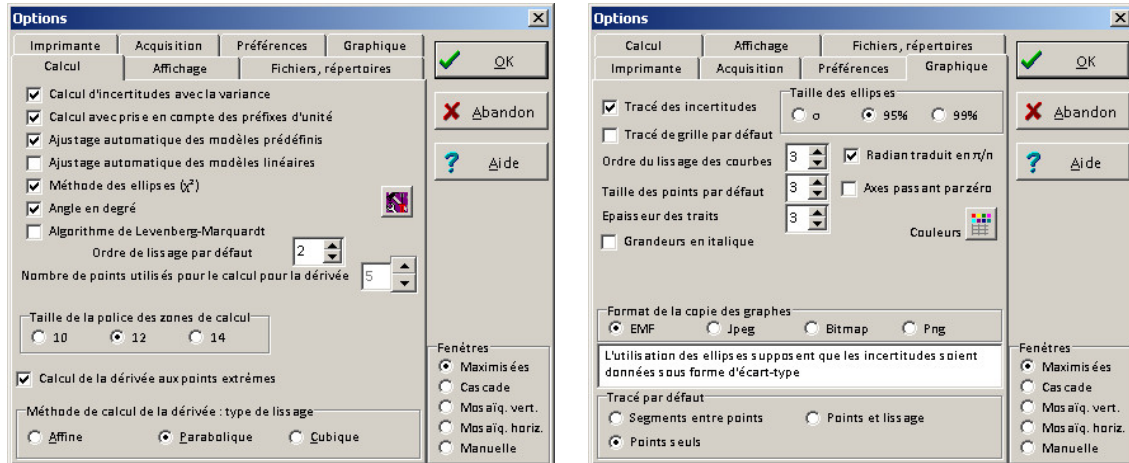 Options
Imprimante Acquisition Préférences Graphique
Calcul Affichage Fichiers, répertoires
Calcul d'incertitudes avec la variance
Calcul avec prise en compte des préfixes d'unité
Ajustage automatique des modèles prédéfinis
Ajustage automatique des modèles linéaires
Méthode des ellipses (χ²)
Angle en degré
Algorithme de Levenberg-Marquardt
Ordre de lissage par défaut 2
Nombre de points utilisés pour le calcul pour la dérivée 5
Taille de la police des zones de calcul
10 12 14
Calcul de la dérivée aux points extrêmes
Méthode de calcul de la dérivée : type de lissage
Affine Parabolique Cubique
OK
Abandon
Aide
Fenêtres
Maximisées
Cascade
Mosaïq. vert.
Mosaïq. horiz.
Manuelle
Options
Calcul Affichage Fichiers, répertoires
Imprimante Acquisition Préférences Graphique
Tracé des incertitudes
Tracé de grille par défaut
Taille des ellipses
σ 95% 99%
Ordre du lissage des courbes 3
Radian traduit en π/n
Taille des points par défaut 3
Axes passant par zéro
Epaisseur des traits 3
Couleurs
Grandeurs en italique
Format de la copie des graphes
EMF Jpeg Bitmap Png
L'utilisation des ellipses supposent que les incertitudes soient
données sous forme d'écart-type
Tracé par défaut
Segments entre points Points et lissage
Points seuls
OK
Abandon
Aide
Fenêtres
Maximisées
Cascade
Mosaïq. vert.
Mosaïq. horiz.
Manuelle